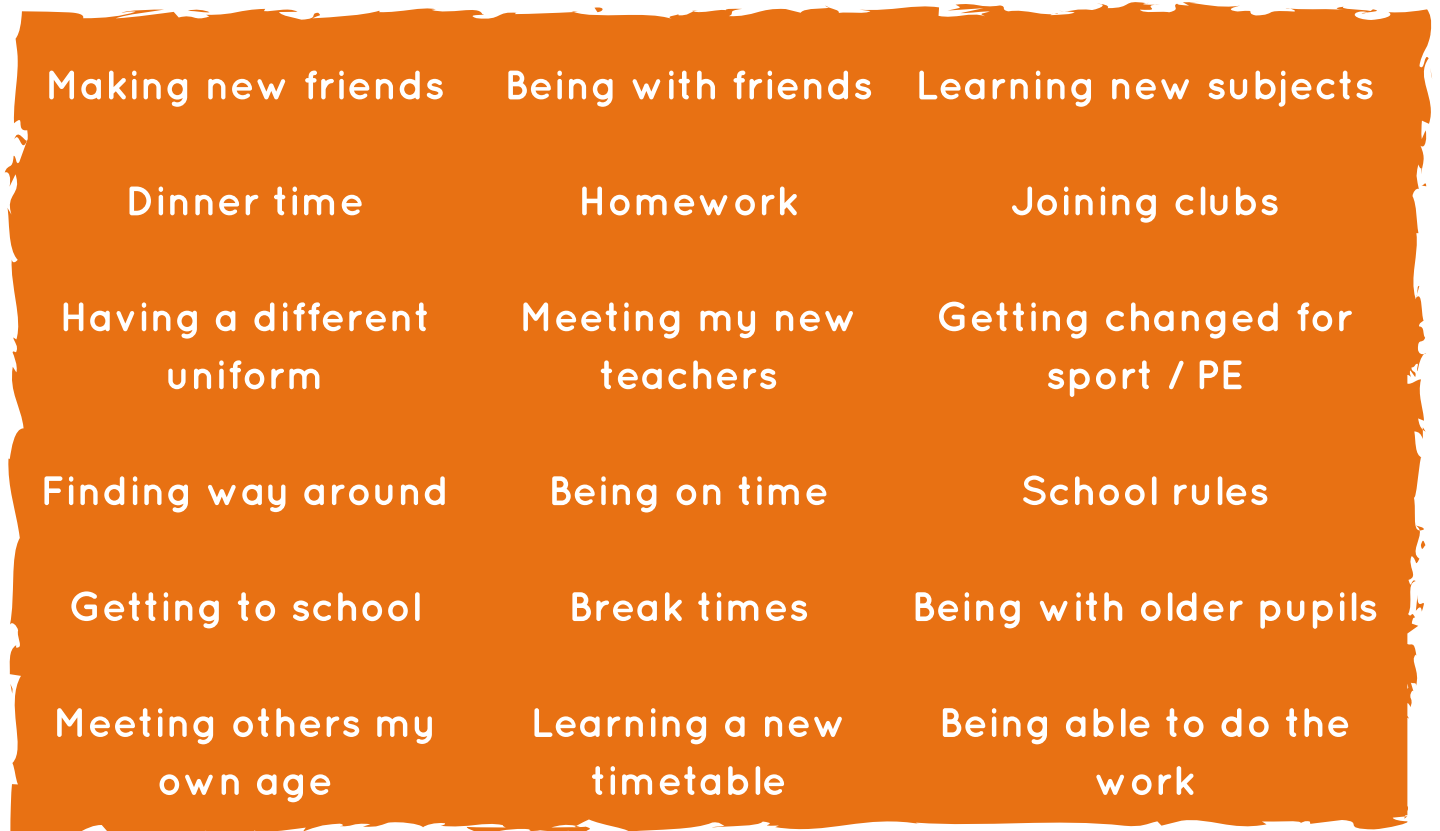 Making new friends
Being with friends
Learning new subjects
Dinner time
Homework
Joining clubs
Having a different
uniform
Meeting my new
teachers
Getting changed for
sport / PE
Finding way around
Being on time
School rules
Getting to school
Break times
Being with older pupils
Meeting others my
own age
Learning a new
timetable
Being able to do the
work